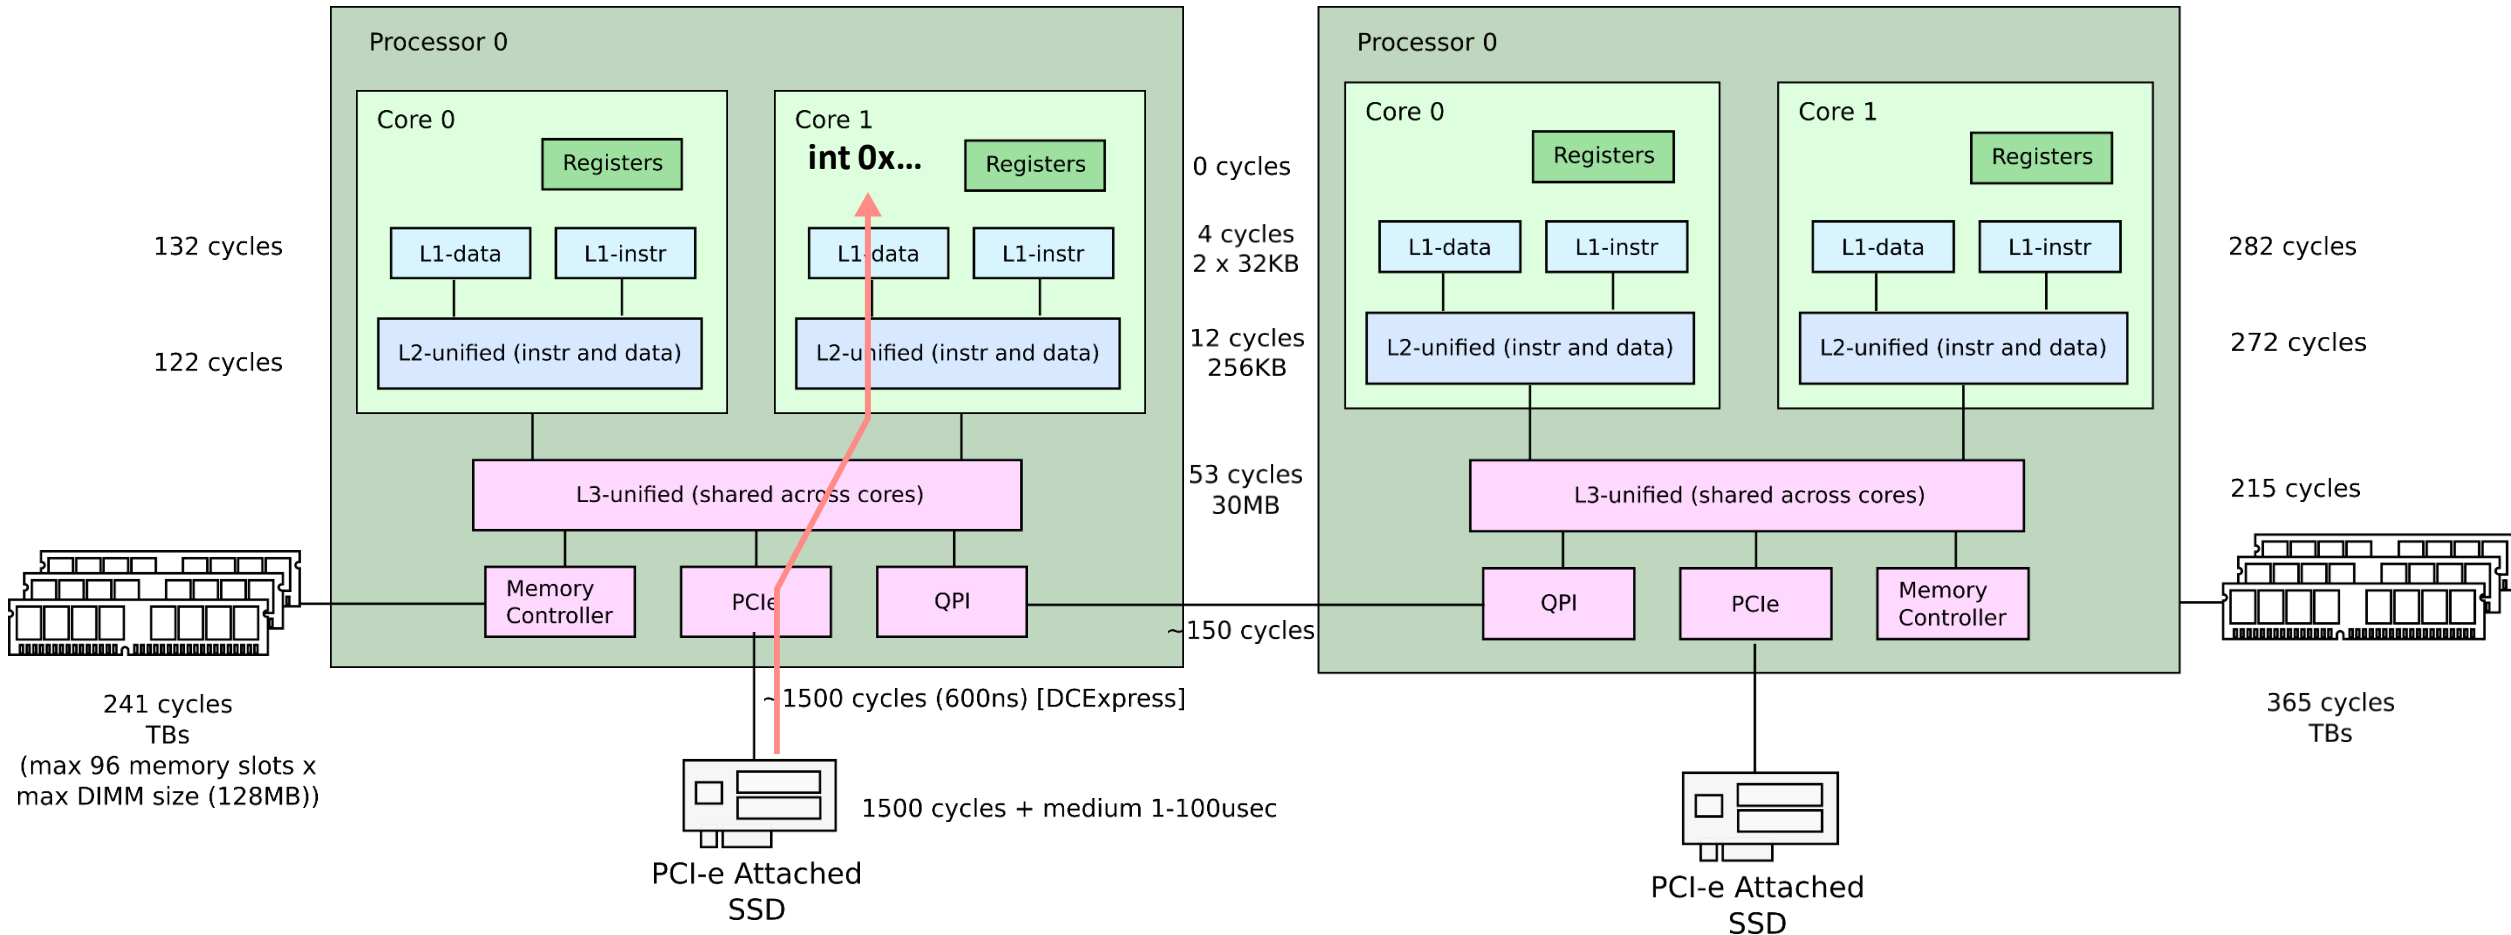 Processor 0
Core 0
Registers
L1-data
L1-instr
L2-unified (instr and data)
Core 1
int 0x...
Registers
L1-data
L1-instr
L2-unified (instr and data)
L3-unified (shared across cores)
Memory
Controller
PCIe
QPI
132 cycles
122 cycles
241 cycles
TBs
(max 96 memory slots x
max DIMM size (128MB))
0 cycles
4 cycles
2 x 32KB
12 cycles
256KB
53 cycles
30MB
~150 cycles
~1500 cycles (600ns) [DCExpress]
1500 cycles + medium 1-100usec
PCI-e Attached
SSD
Processor 0
Core 0
Registers
L1-data
L1-instr
L2-unified (instr and data)
Core 1
Registers
L1-data
L1-instr
L2-unified (instr and data)
L3-unified (shared across cores)
QPI
PCIe
Memory
Controller
282 cycles
272 cycles
215 cycles
365 cycles
TBs
PCI-e Attached
SSD